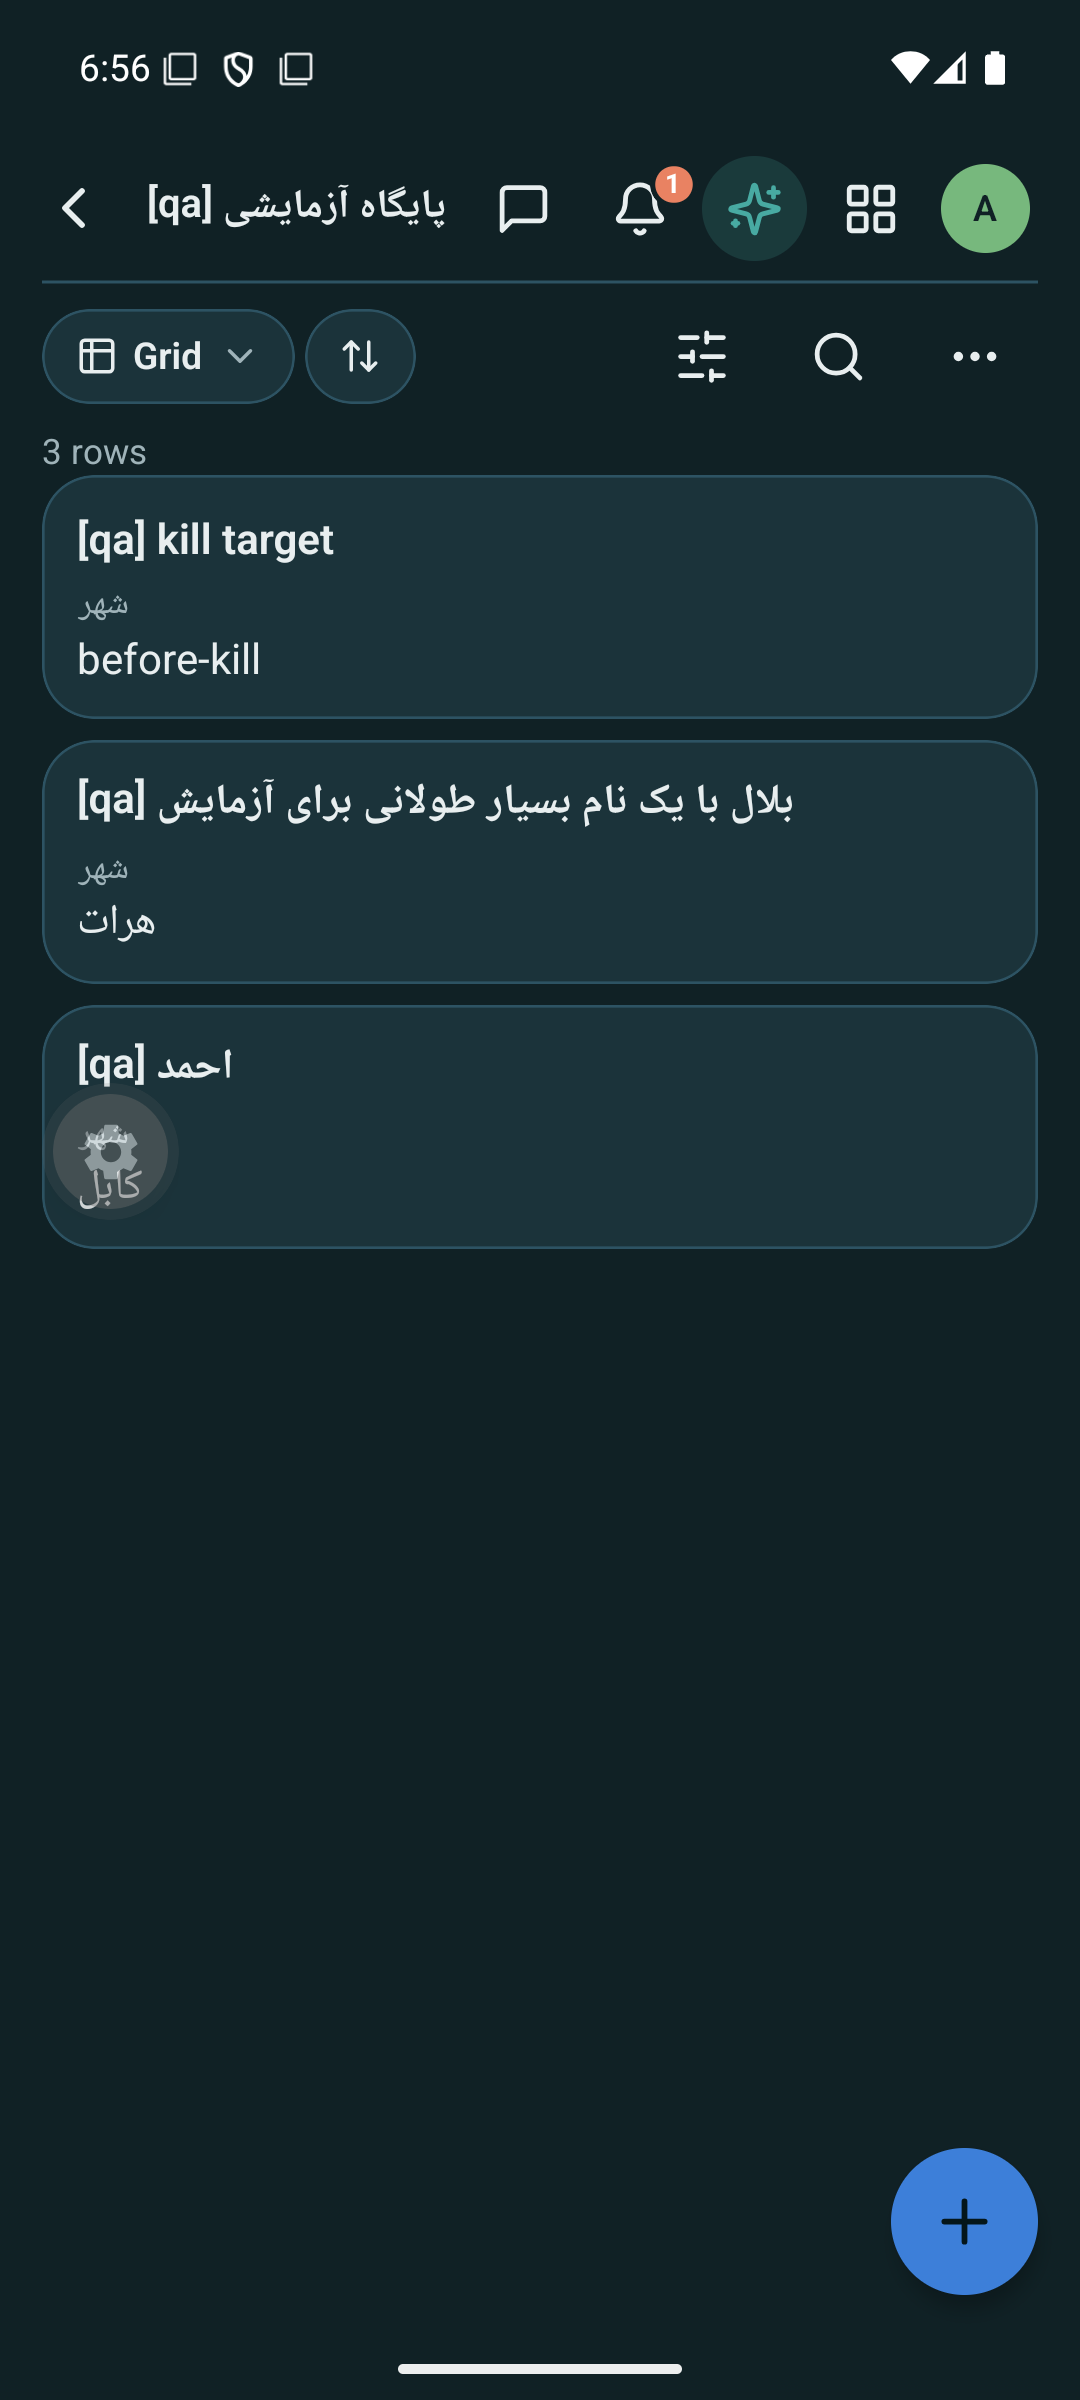 6:56
[qa] پایگاه آزمایشی
1
A
Grid
3 rows
[qa] kill target
شهر
before-kill
[qa] بلال با یک نام بسیار طولانی برای آزمایش
شهر
هرات
[qa] احمد
شهر
کابل